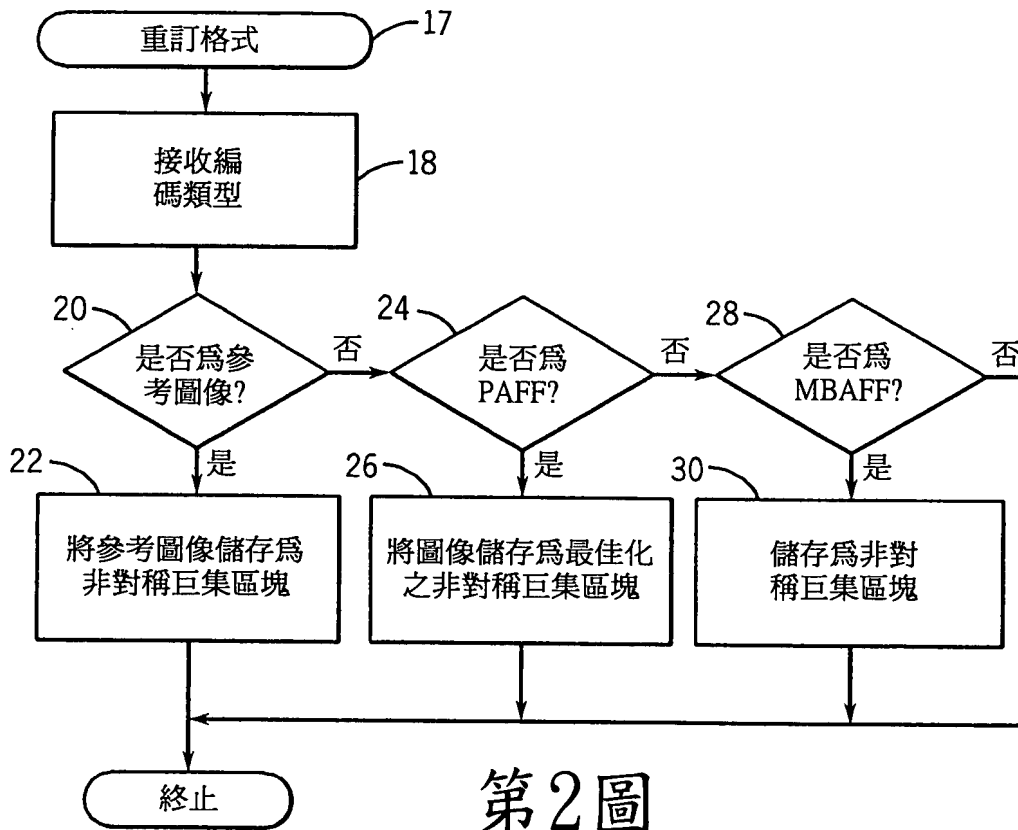 重訂格式
17
接收編
碼類型
18
20
是否為參
考圖像?
否
24
是否為
PAFF?
否
28
是否為
MBAFF?
否
22
是
將參考圖像儲存為
非對稱巨集區塊
26
是
將圖像儲存為最佳化
之非對稱巨集區塊
30
是
儲存為非對
稱巨集區塊
終止
第2圖